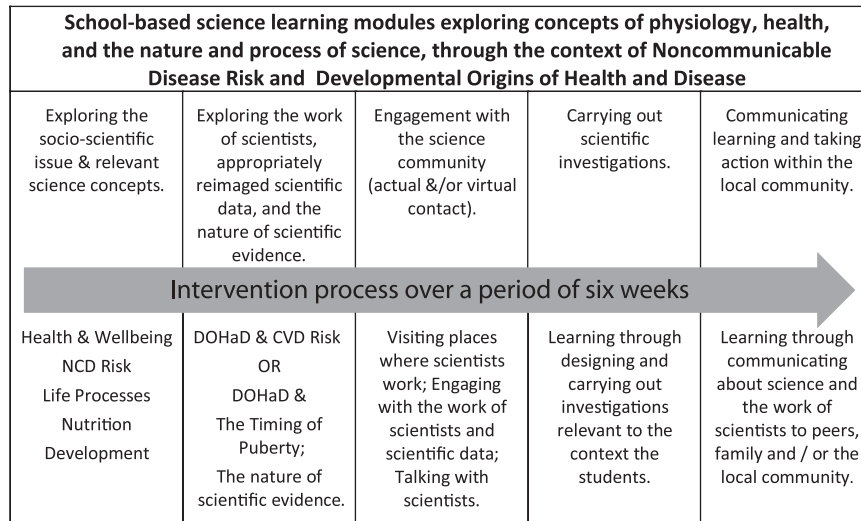 School-based science learning modules exploring concepts of physiology, health,
and the nature and process of science, through the context of Noncommunicable
Disease Risk and Developmental Origins of Health and Disease
Exploring the
socio-scientific
issue & relevant
science concepts.
Exploring the work
of scientists,
appropriately
reimaged scientific
data, and the
nature of scientific
evidence.
Engagement with
the science
community
(actual &/or virtual
contact).
Carrying out
scientific
investigations.
Communicating
learning and taking
action within the
local community.
Intervention process over a period of six weeks
Health & Wellbeing
NCD Risk
Life Processes
Nutrition
Development
DOHaD & CVD Risk
OR
DOHaD &
The Timing of
Puberty;
The nature of
scientific evidence.
Visiting places
where scientists
work; Engaging
with the work of
scientists and
scientific data;
Talking with
scientists.
Learning through
designing and
carrying out
investigations
relevant to the
context the
students.
Learning through
communicating
about science and
the work of
scientists to peers,
family and / or the
local community.